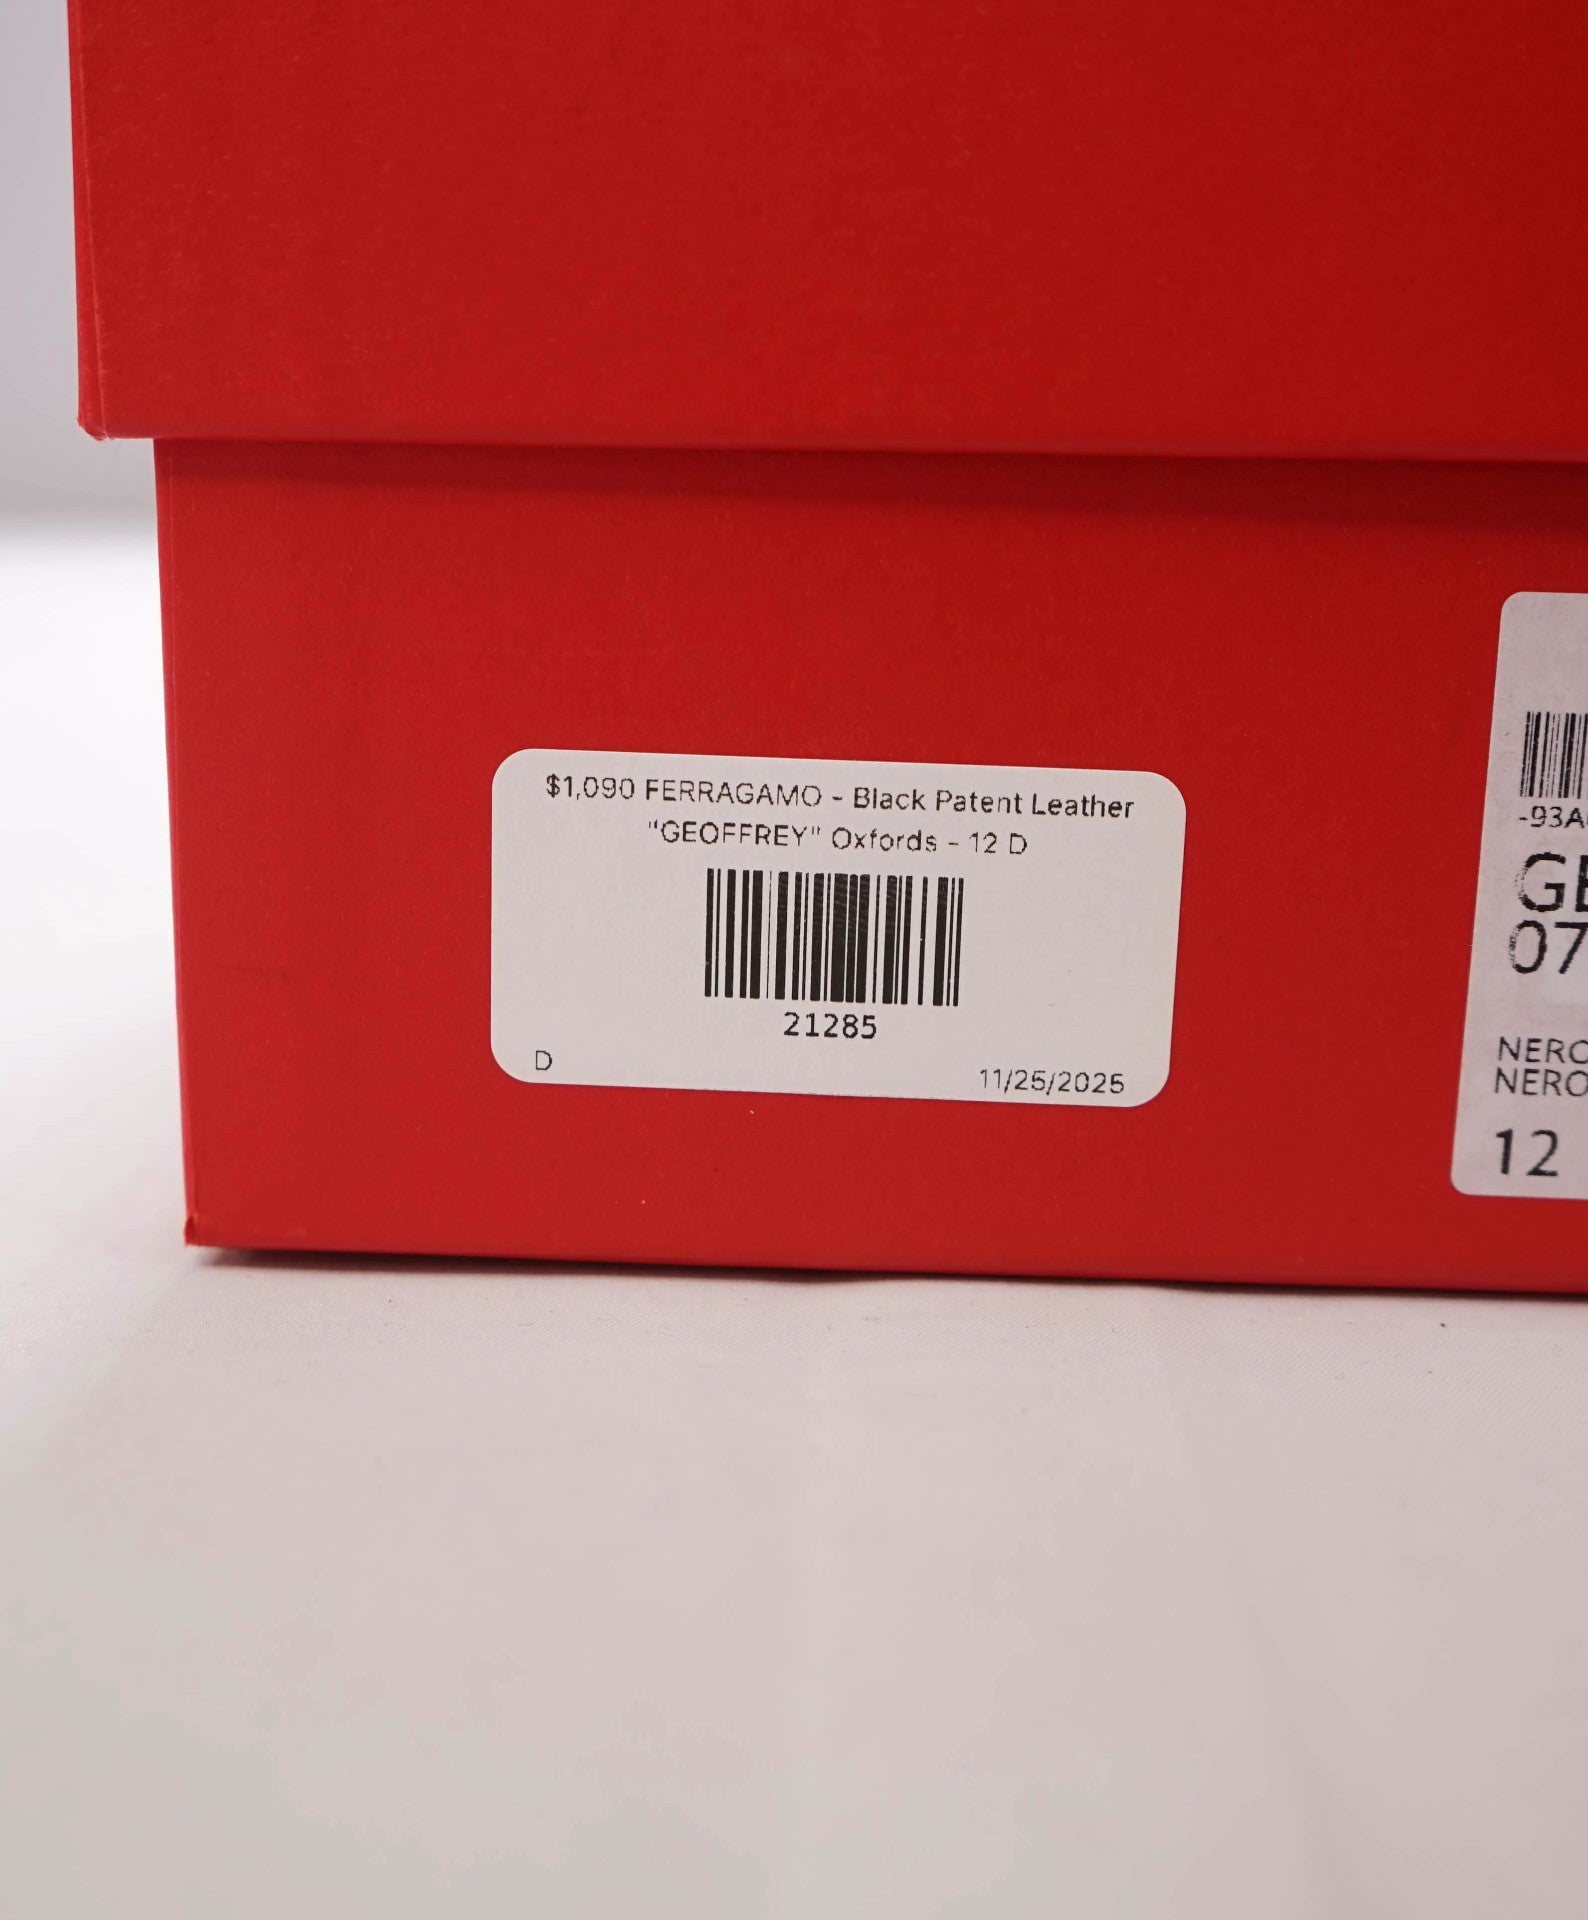 $1,090 FERRAGAMO - Black Patent Leather
"GEOFFREY" Oxfords - 12 D
21285
D
11/25/2025
-93A
GE
07
NERO
NERO
12